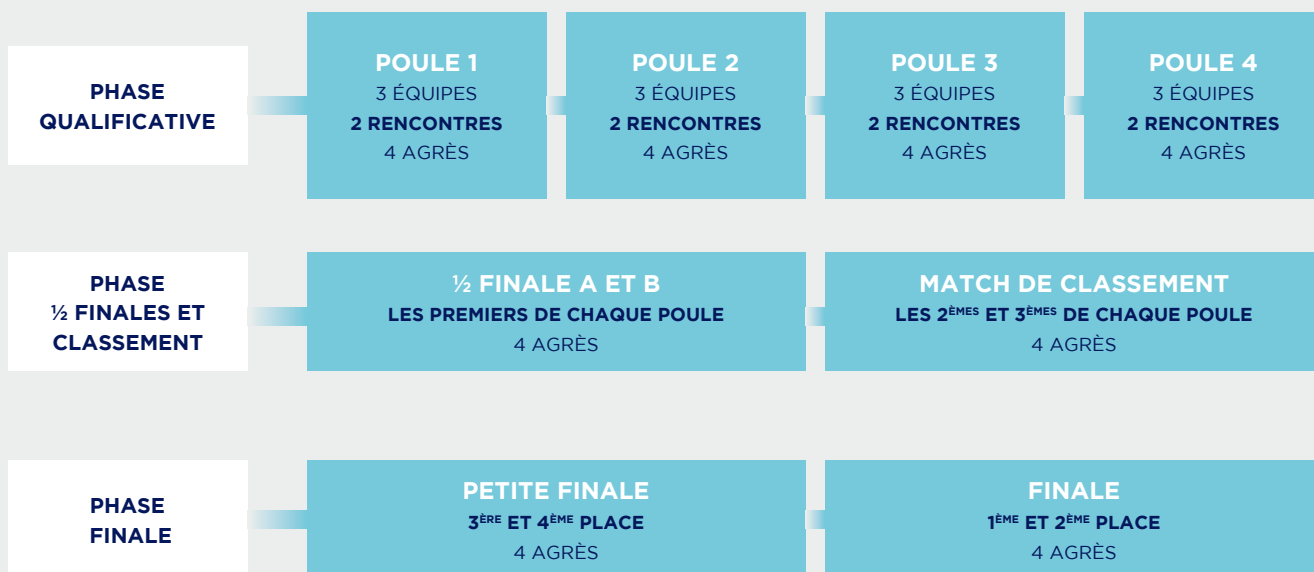 PHASE
QUALIFICATIVE
POULE 1
3 ÉQUIPES
2 RENCONTRES
4 AGRÈS
POULE 2
3 ÉQUIPES
2 RENCONTRES
4 AGRÈS
POULE 3
3 ÉQUIPES
2 RENCONTRES
4 AGRÈS
POULE 4
3 ÉQUIPES
2 RENCONTRES
4 AGRÈS
PHASE
½ FINALES ET
CLASSEMENT
½ FINALE A ET B
LES PREMIERS DE CHAQUE POULE
4 AGRÈS
MATCH DE CLASSEMENT
LES 2ÈMES ET 3ÈMES DE CHAQUE POULE
4 AGRÈS
PHASE
FINALE
PETITE FINALE
3ÈRE ET 4ÈME PLACE
4 AGRÈS
FINALE
1ÈME ET 2ÈME PLACE
4 AGRÈS